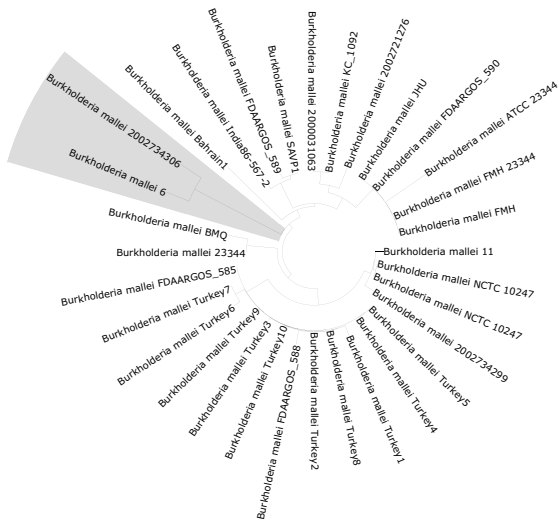 Burkholderia mallei 11
Burkholderia mallei NCTC 10247
Burkholderia mallei NCTC 10247
Burkholderia mallei 2002734299
Burkholderia mallei Turkey5
Burkholderia mallei Turkey4
Burkholderia mallei Turkey1
Burkholderia mallei Turkey8
Burkholderia mallei Turkey2
Burkholderia mallei FDAARGOS_588
Burkholderia mallei Turkey10
Burkholderia mallei Turkey3
Burkholderia mallei Turkey9
Burkholderia mallei Turkey6
Burkholderia mallei Turkey7
Burkholderia mallei FDAARGOS_585
Burkholderia mallei 23344
Burkholderia mallei BMQ
Burkholderia mallei 6
Burkholderia mallei 2002734306
Burkholderia mallei Bahrain1
Burkholderia mallei India86-567-2
Burkholderia mallei FDAARGOS_589
Burkholderia mallei SAVP1
Burkholderia mallei 2000031063
Burkholderia mallei KC_1092
Burkholderia mallei 2002721276
Burkholderia mallei JHU
Burkholderia mallei FDAARGOS_590
Burkholderia mallei ATCC 23344
Burkholderia mallei FMH 23344
Burkholderia mallei FMH